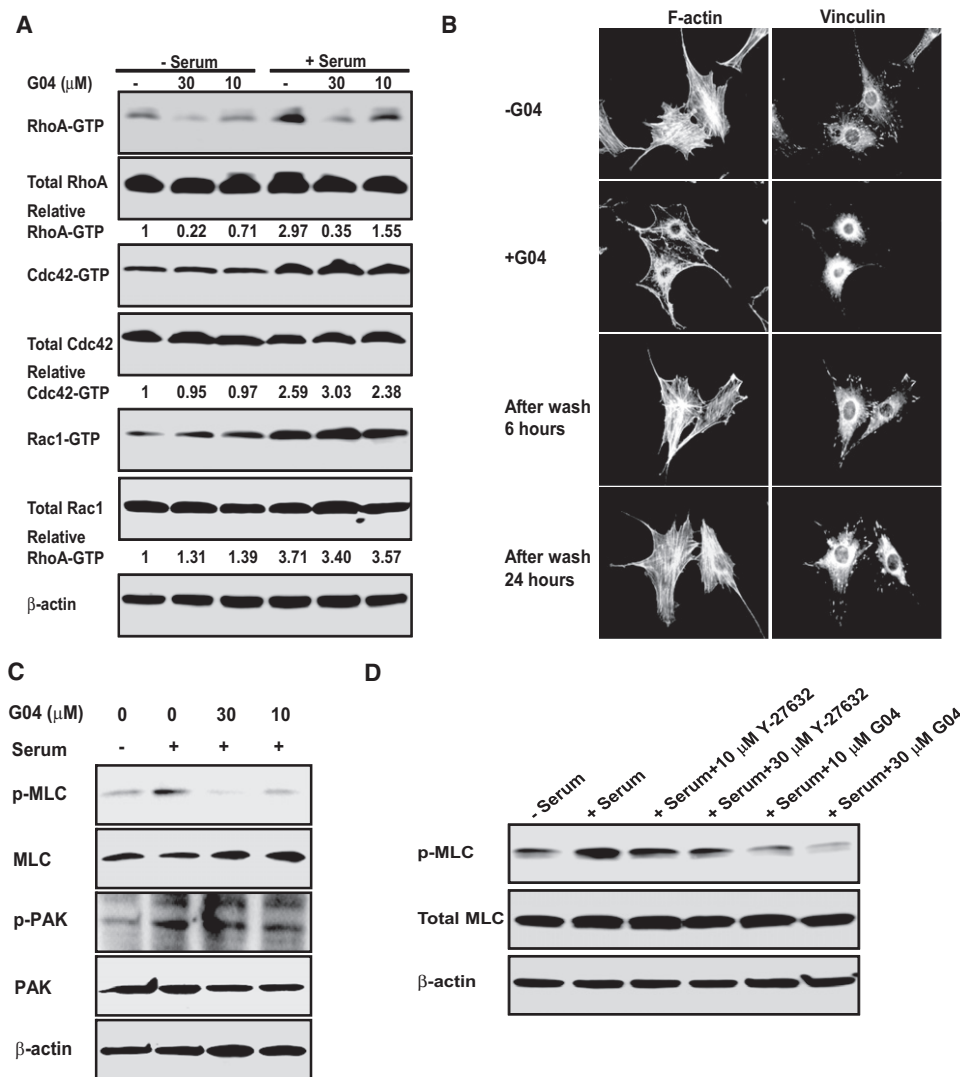 A
- Serum + Serum
G04 (μM) - 30 10 - 30 10
RhoA-GTP
Total RhoA
Relative
RhoA-GTP 1 0.22 0.71 2.97 0.35 1.55
Cdc42-GTP
Total Cdc42
Relative
Cdc42-GTP 1 0.95 0.97 2.59 3.03 2.38
Rac1-GTP
Total Rac1
Relative
RhoA-GTP 1 1.31 1.39 3.71 3.40 3.57
β-actin
B
F-actin Vinculin
-G04
+G04
After wash
6 hours
After wash
24 hours
C
G04 (μM) 0 0 30 10
Serum - + + +
p-MLC
MLC
p-PAK
PAK
β-actin
D
- Serum
+ Serum
+ Serum+10 μM Y-27632
+ Serum+30 μM Y-27632
+ Serum+10 μM G04
+ Serum+30 μM G04
p-MLC
Total MLC
β-actin